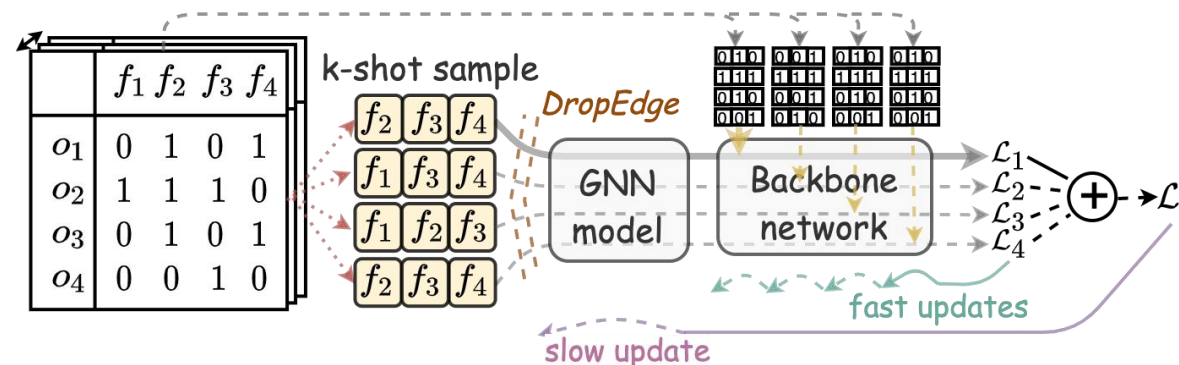 f1 f2 f3 f4
o1 0 1 0 1
o2 1 1 1 0
o3 0 1 0 1
o4 0 0 1 0
k-shot sample
f2 f3 f4
f1 f3 f4
f1 f2 f3
f2 f3 f4
DropEdge
GNN
model
010 010 010 010
111 111 111 111
010 010 010 010
001 001 001 001
Backbone
network
ℒ1
ℒ2
ℒ3
ℒ4
+
ℒ
fast updates
slow update